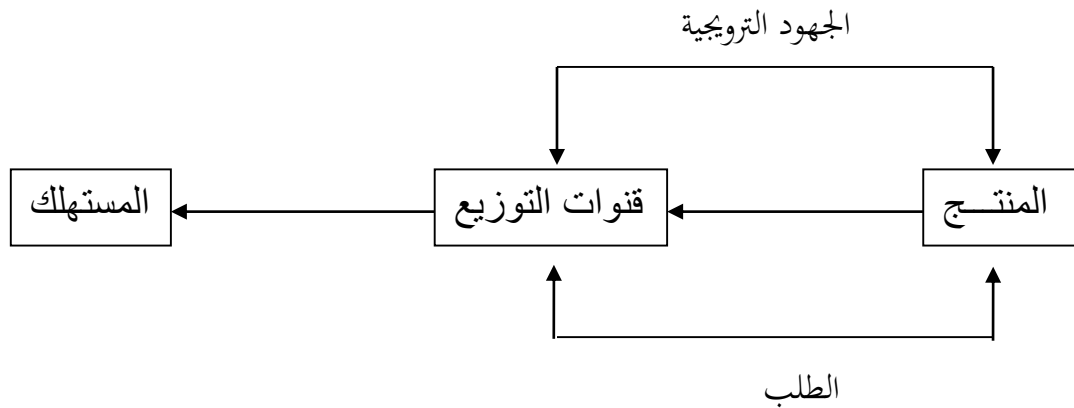 الجهود الترويجية
المنتـــج
قنوات التوزيع
المستهلك
الطلب